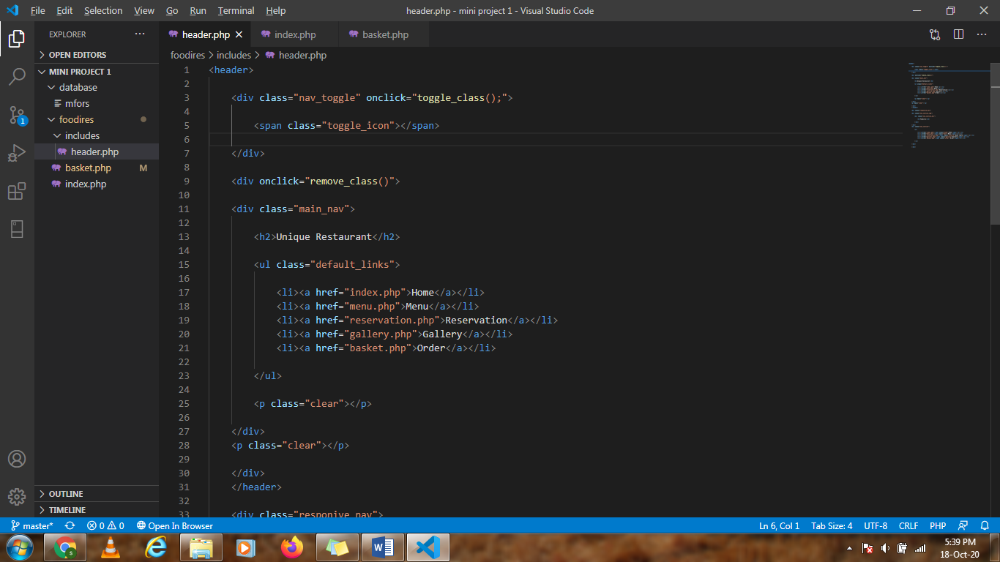 File Edit Selection View Go Run Terminal Help header.php - mini project 1 - Visual Studio Code
EXPLORER
OPEN EDITORS
MINI PROJECT 1
database
mfors
foodires
includes
header.php
basket.php M
index.php
OUTLINE
TIMELINE
1
header.php index.php basket.php
foodires > includes > header.php
1 <header>
2
3 <div class="nav_toggle" onclick="toggle_class();">
4
5 <span class="toggle_icon"></span>
6
7 </div>
8
9 <div onclick="remove_class()">
10
11 <div class="main_nav">
12
13 <h2>Unique Restaurant</h2>
14
15 <ul class="default_links">
16
17 <li><a href="index.php">Home</a></li>
18 <li><a href="menu.php">Menu</a></li>
19 <li><a href="reservation.php">Reservation</a></li>
20 <li><a href="gallery.php">Gallery</a></li>
21 <li><a href="basket.php">Order</a></li>
22
23 </ul>
24
25 <p class="clear"></p>
26
27 </div>
28 <p class="clear"></p>
29
30 </div>
31 </header>
32
33 <div class="responive_nav">
master* 0 0 Open In Browser Ln 6, Col 1 Tab Size: 4 UTF-8 CRLF PHP
5:39 PM
18-Oct-20